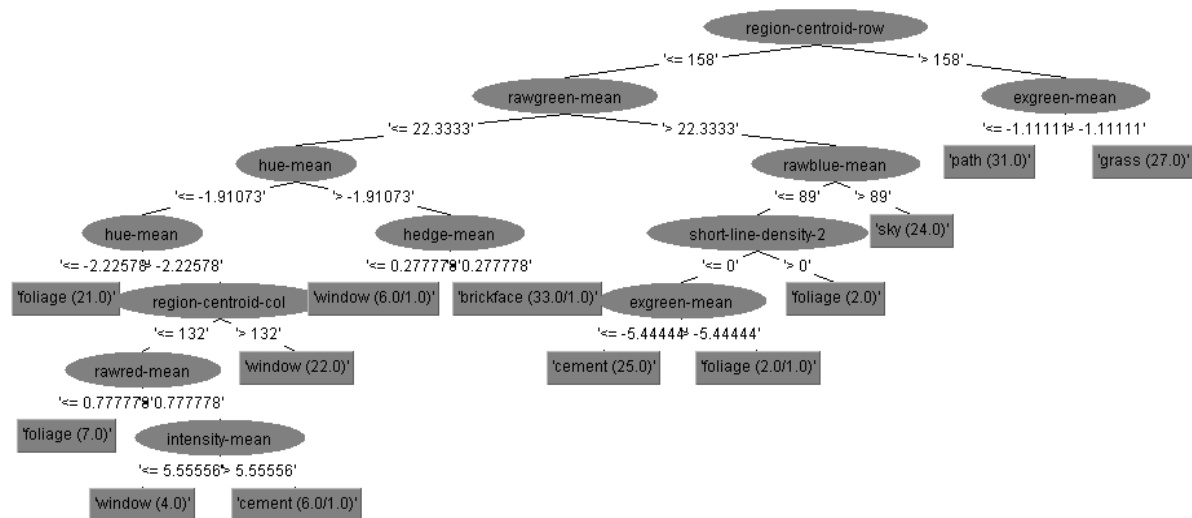 region-centroid-row
'<= 158' '> 158'
rawgreen-mean exgreen-mean
'<= 22.3333' '> 22.3333' '<= -1.11111' '> -1.11111'
hue-mean rawblue-mean 'path (31.0)' 'grass (27.0)'
'<= -1.91073' '> -1.91073' '<= 89' '> 89'
hue-mean hedge-mean short-line-density-2 'sky (24.0)'
'<= -2.22578' '> -2.22578' '<= 0.277778' '> 0.277778' '<= 0' '> 0'
'foliage (21.0)' region-centroid-col 'window (6.0/1.0)' 'brickface (33.0/1.0)' exgreen-mean 'foliage (2.0)'
'<= 132' '> 132' '<= -5.44444' '> -5.44444'
rawred-mean 'window (22.0)' 'cement (25.0)' 'foliage (2.0/1.0)'
'<= 0.777778' '> 0.777778'
'foliage (7.0)' intensity-mean
'<= 5.55556' '> 5.55556'
'window (4.0)' 'cement (6.0/1.0)'